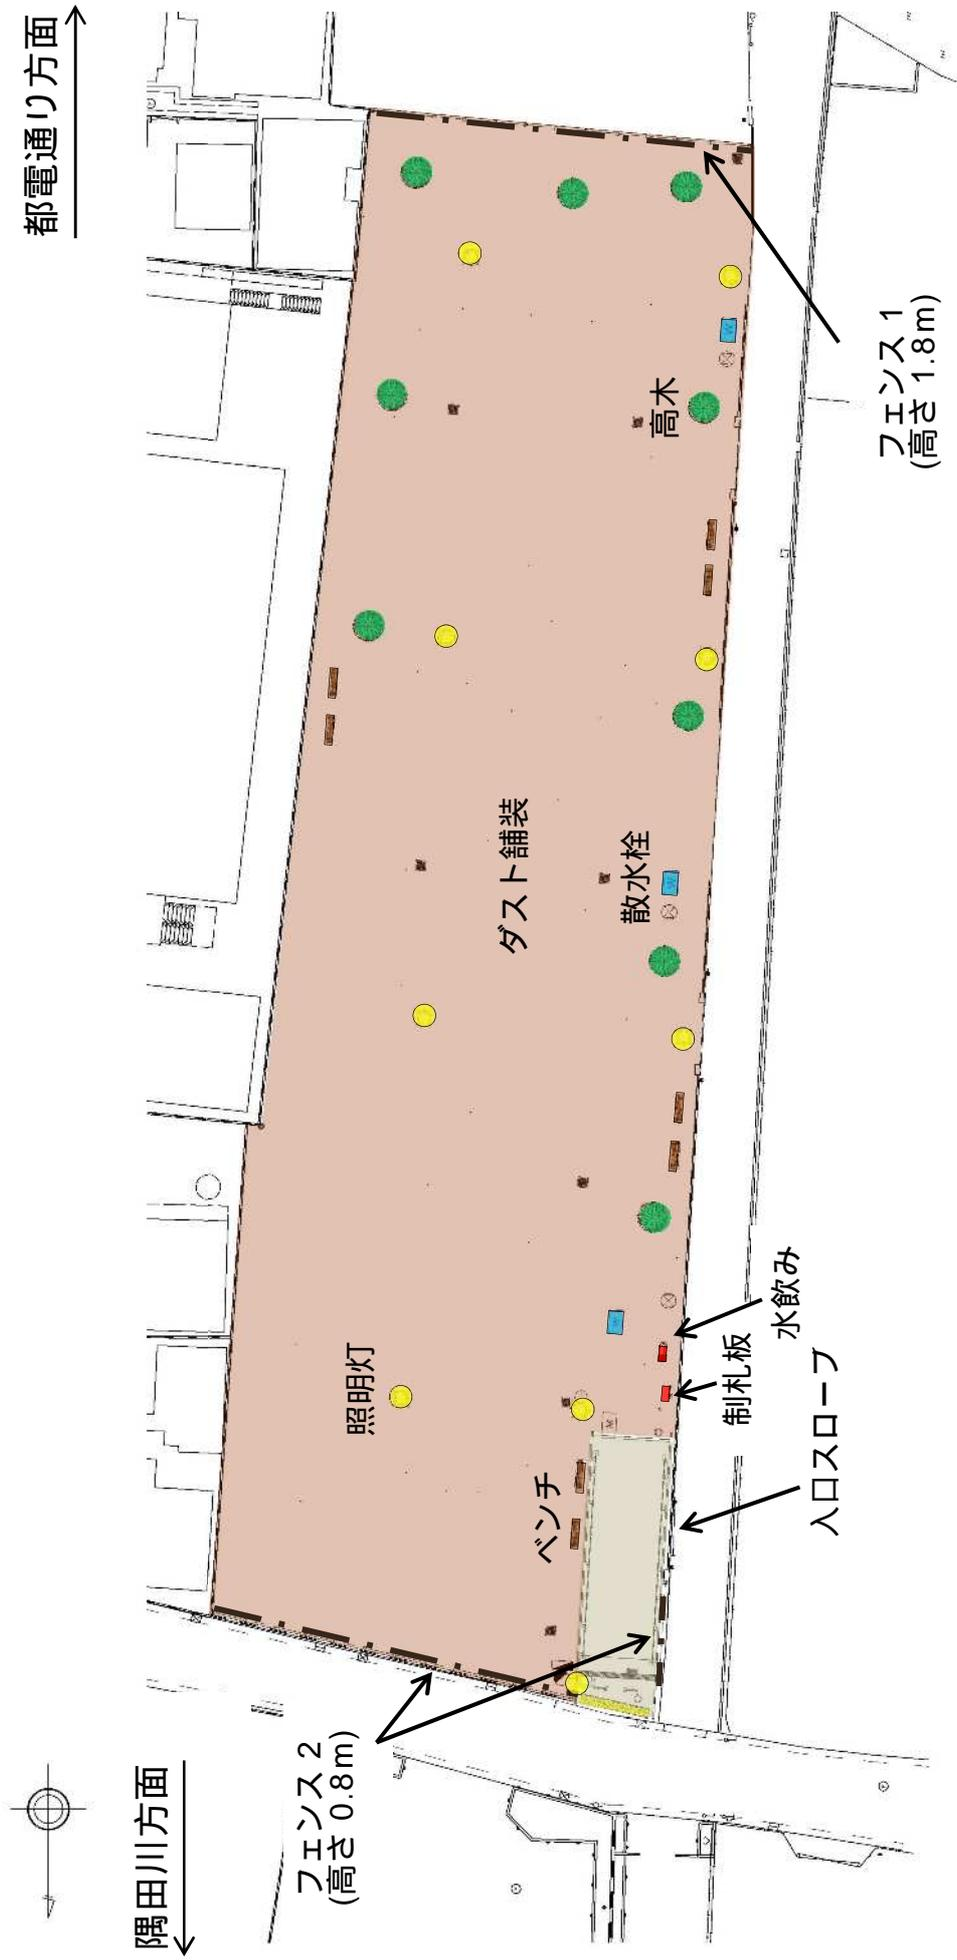 隅田川方面
都電通り方面
フェンス2
(高さ 0.8m)
照明灯
ベンチ
ダスト舗装
散水栓
高木
制札板
水飲み
入口スロープ
フェンス1
(高さ 1.8m)